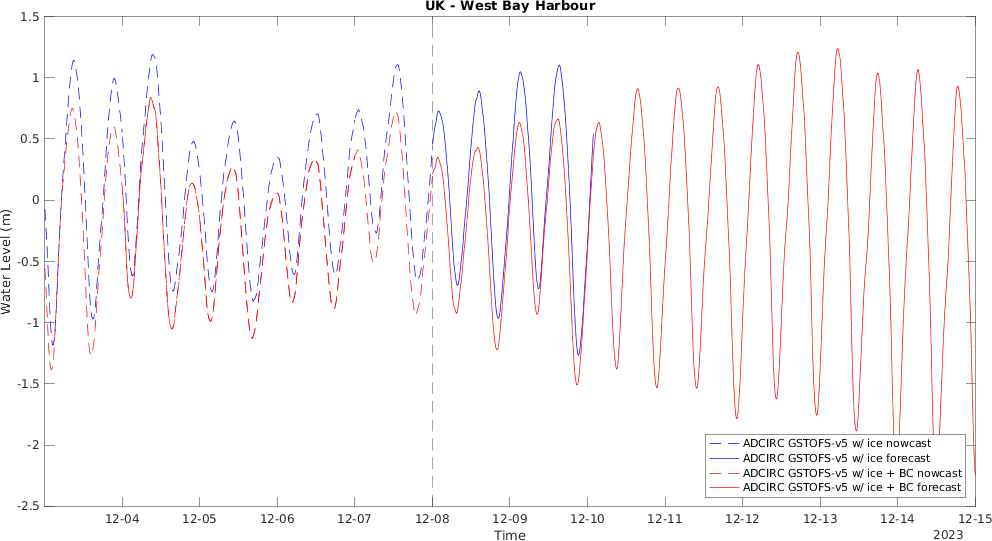 UK - West Bay Harbour
1.5
1
0.5
0
-0.5
-1
-1.5
-2
-2.5
Water Level (m)
ADCIRC GSTOFS-v5 w/ ice nowcast
ADCIRC GSTOFS-v5 w/ ice forecast
ADCIRC GSTOFS-v5 w/ ice + BC nowcast
ADCIRC GSTOFS-v5 w/ ice + BC forecast
12-04 12-05 12-06 12-07 12-08 12-09 12-10 12-11 12-12 12-13 12-14 12-15
Time
2023